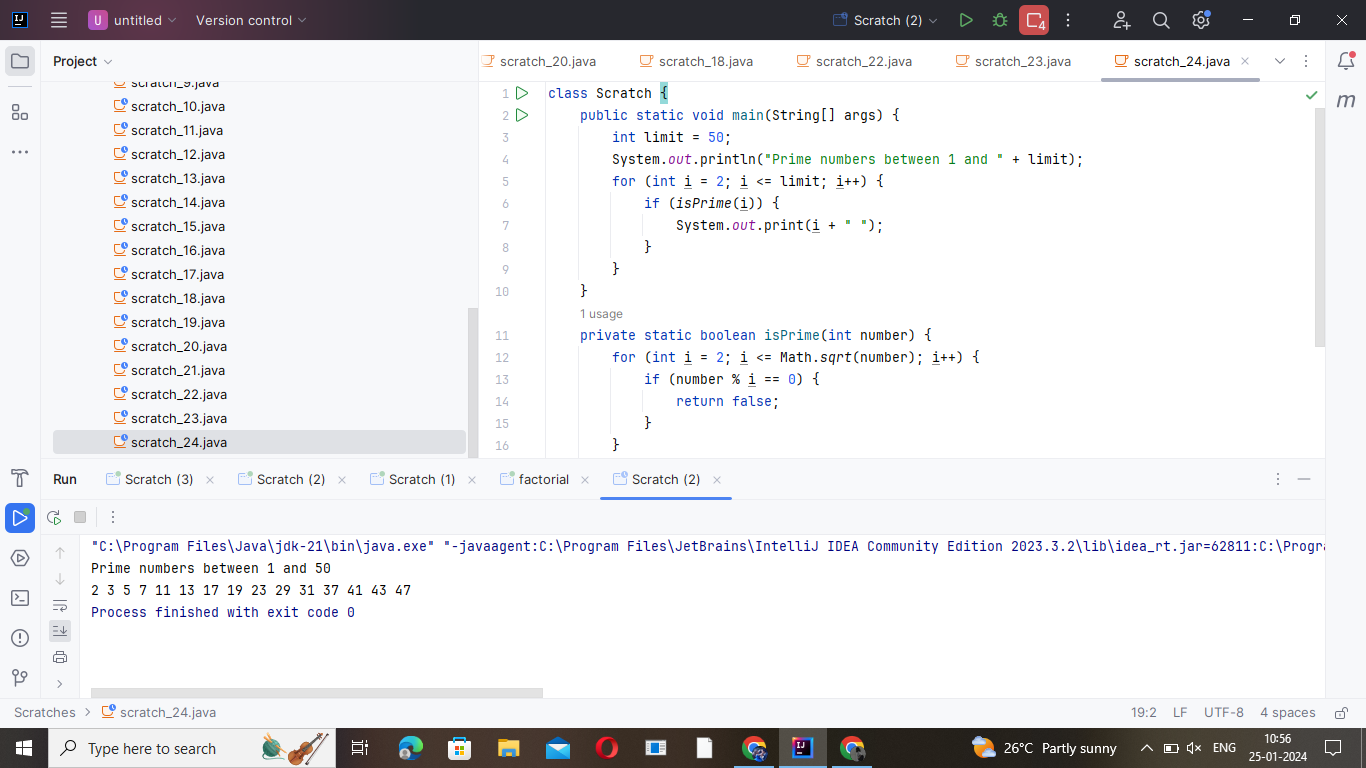 U untitled Version control Scratch (2) 4
Project
scratch_20.java scratch_18.java scratch_22.java scratch_23.java scratch_24.java
scratch_9.java
scratch_10.java
scratch_11.java
scratch_12.java
scratch_13.java
scratch_14.java
scratch_15.java
scratch_16.java
scratch_17.java
scratch_18.java
scratch_19.java
scratch_20.java
scratch_21.java
scratch_22.java
scratch_23.java
scratch_24.java
1 class Scratch {
2 public static void main(String[] args) {
3 int limit = 50;
4 System.out.println("Prime numbers between 1 and " + limit);
5 for (int i = 2; i <= limit; i++) {
6 if (isPrime(i)) {
7 System.out.print(i + " ");
8 }
9 }
10 }
1 usage
11 private static boolean isPrime(int number) {
12 for (int i = 2; i <= Math.sqrt(number); i++) {
13 if (number % i == 0) {
14 return false;
15 }
16 }
m
Run Scratch (3) Scratch (2) Scratch (1) factorial Scratch (2)
"C:\Program Files\Java\jdk-21\bin\java.exe" "-javaagent:C:\Program Files\JetBrains\IntelliJ IDEA Community Edition 2023.3.2\lib\idea_rt.jar=62811:C:\Progra
Prime numbers between 1 and 50
2 3 5 7 11 13 17 19 23 29 31 37 41 43 47
Process finished with exit code 0
Scratches > scratch_24.java 19:2 LF UTF-8 4 spaces
Type here to search 26°C Partly sunny ENG 10:56
25-01-2024